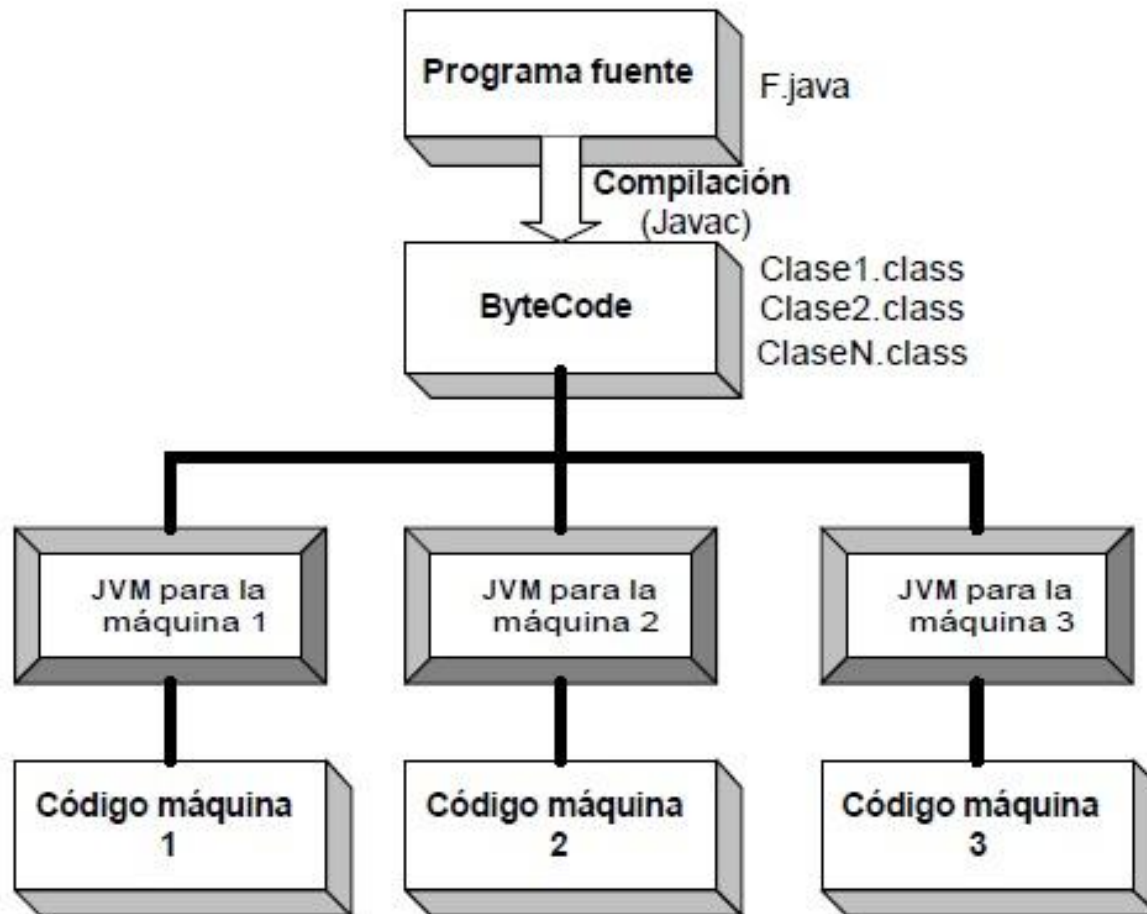 Programa fuente
F.java
Compilación
(Javac)
ByteCode
Clase1.class
Clase2.class
ClaseN.class
JVM para la
máquina 1
JVM para la
máquina 2
JVM para la
máquina 3
Código máquina
1
Código máquina
2
Código máquina
3